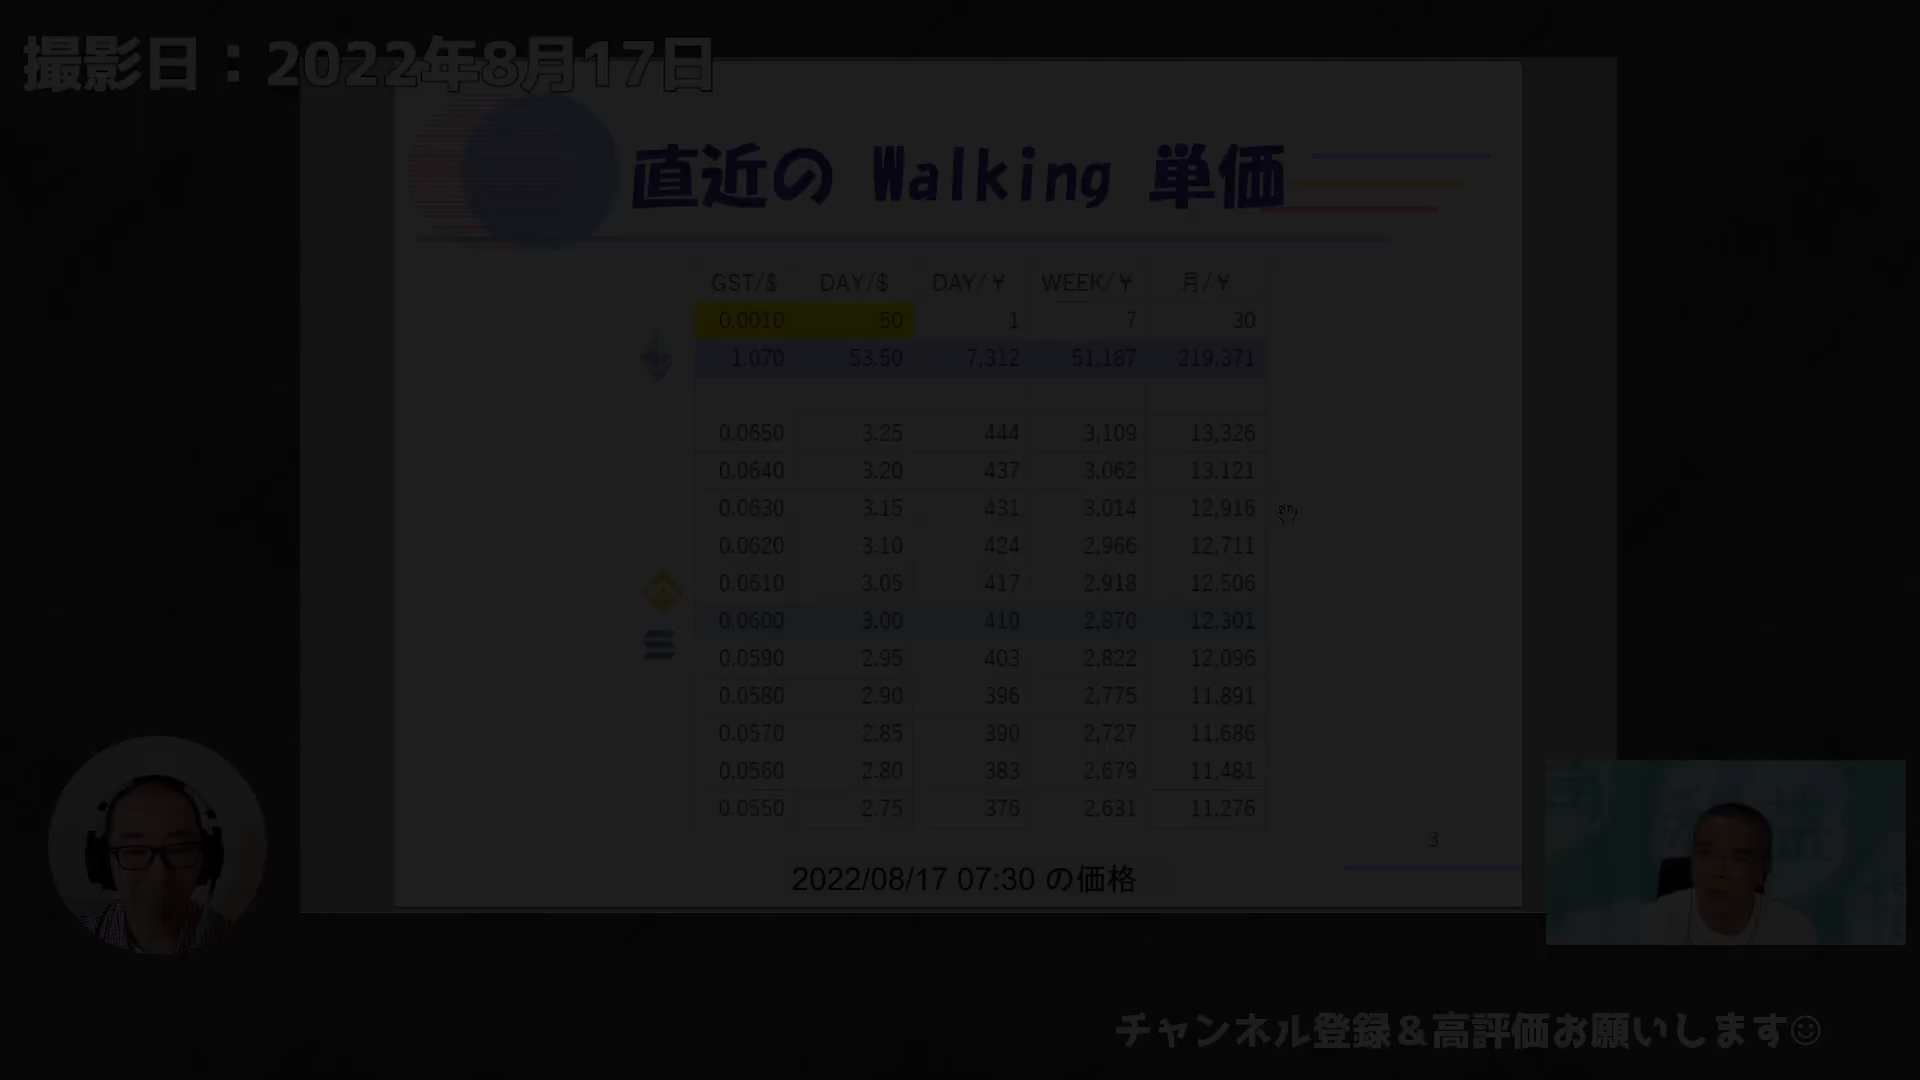 撮影日：2022年8月17日
直近の Walking 単価
GST/$ DAY/$ DAY/¥ WEEK/¥ 月/¥
0.0010 50 1 7 30
1.070 53.50 7,312 51,187 219,371
0.0650 3.25 444 3,109 13,326
0.0640 3.20 437 3,062 13,121
0.0630 3.15 431 3,014 12,916
0.0620 3.10 424 2,966 12,711
0.0610 3.05 417 2,918 12,506
0.0600 3.00 410 2,870 12,301
0.0590 2.95 403 2,822 12,096
0.0580 2.90 396 2,775 11,891
0.0570 2.85 390 2,727 11,686
0.0560 2.80 383 2,679 11,481
0.0550 2.75 376 2,631 11,276
3
2022/08/17 07:30 の価格
チャンネル登録＆高評価お願いします☺